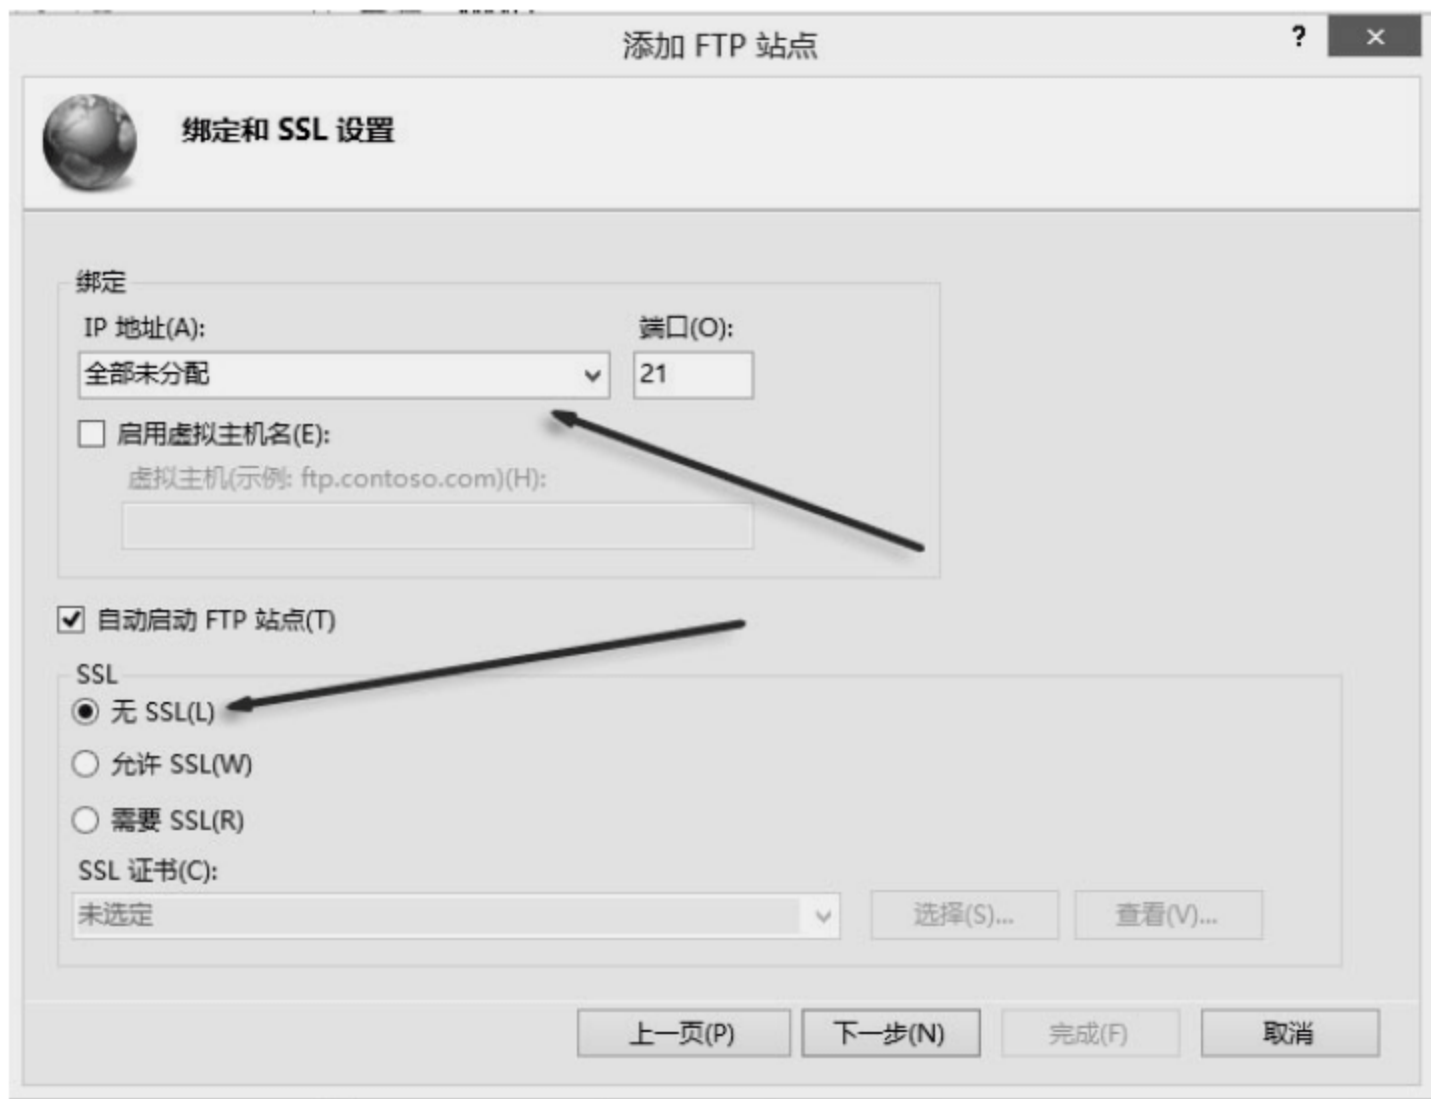 添加 FTP 站点
?
绑定和 SSL 设置
绑定
IP 地址(A):
端口(O):
全部未分配
21
启用虚拟主机名(E):
虚拟主机(示例: ftp.contoso.com)(H):
自动启动 FTP 站点(T)
SSL
无 SSL(L)
允许 SSL(W)
需要 SSL(R)
SSL 证书(C):
未选定
选择(S)...
查看(V)...
上一页(P)
下一步(N)
完成(F)
取消